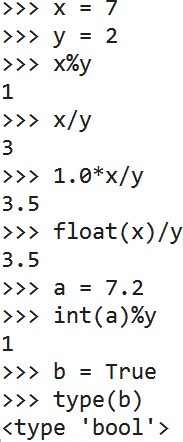 >>> x = 7
>>> y = 2
>>> x%y
1
>>> x/y
3
>>> 1.0*x/y
3.5
>>> float(x)/y
3.5
>>> a = 7.2
>>> int(a)%y
1
>>> b = True
>>> type(b)
<type 'bool'>